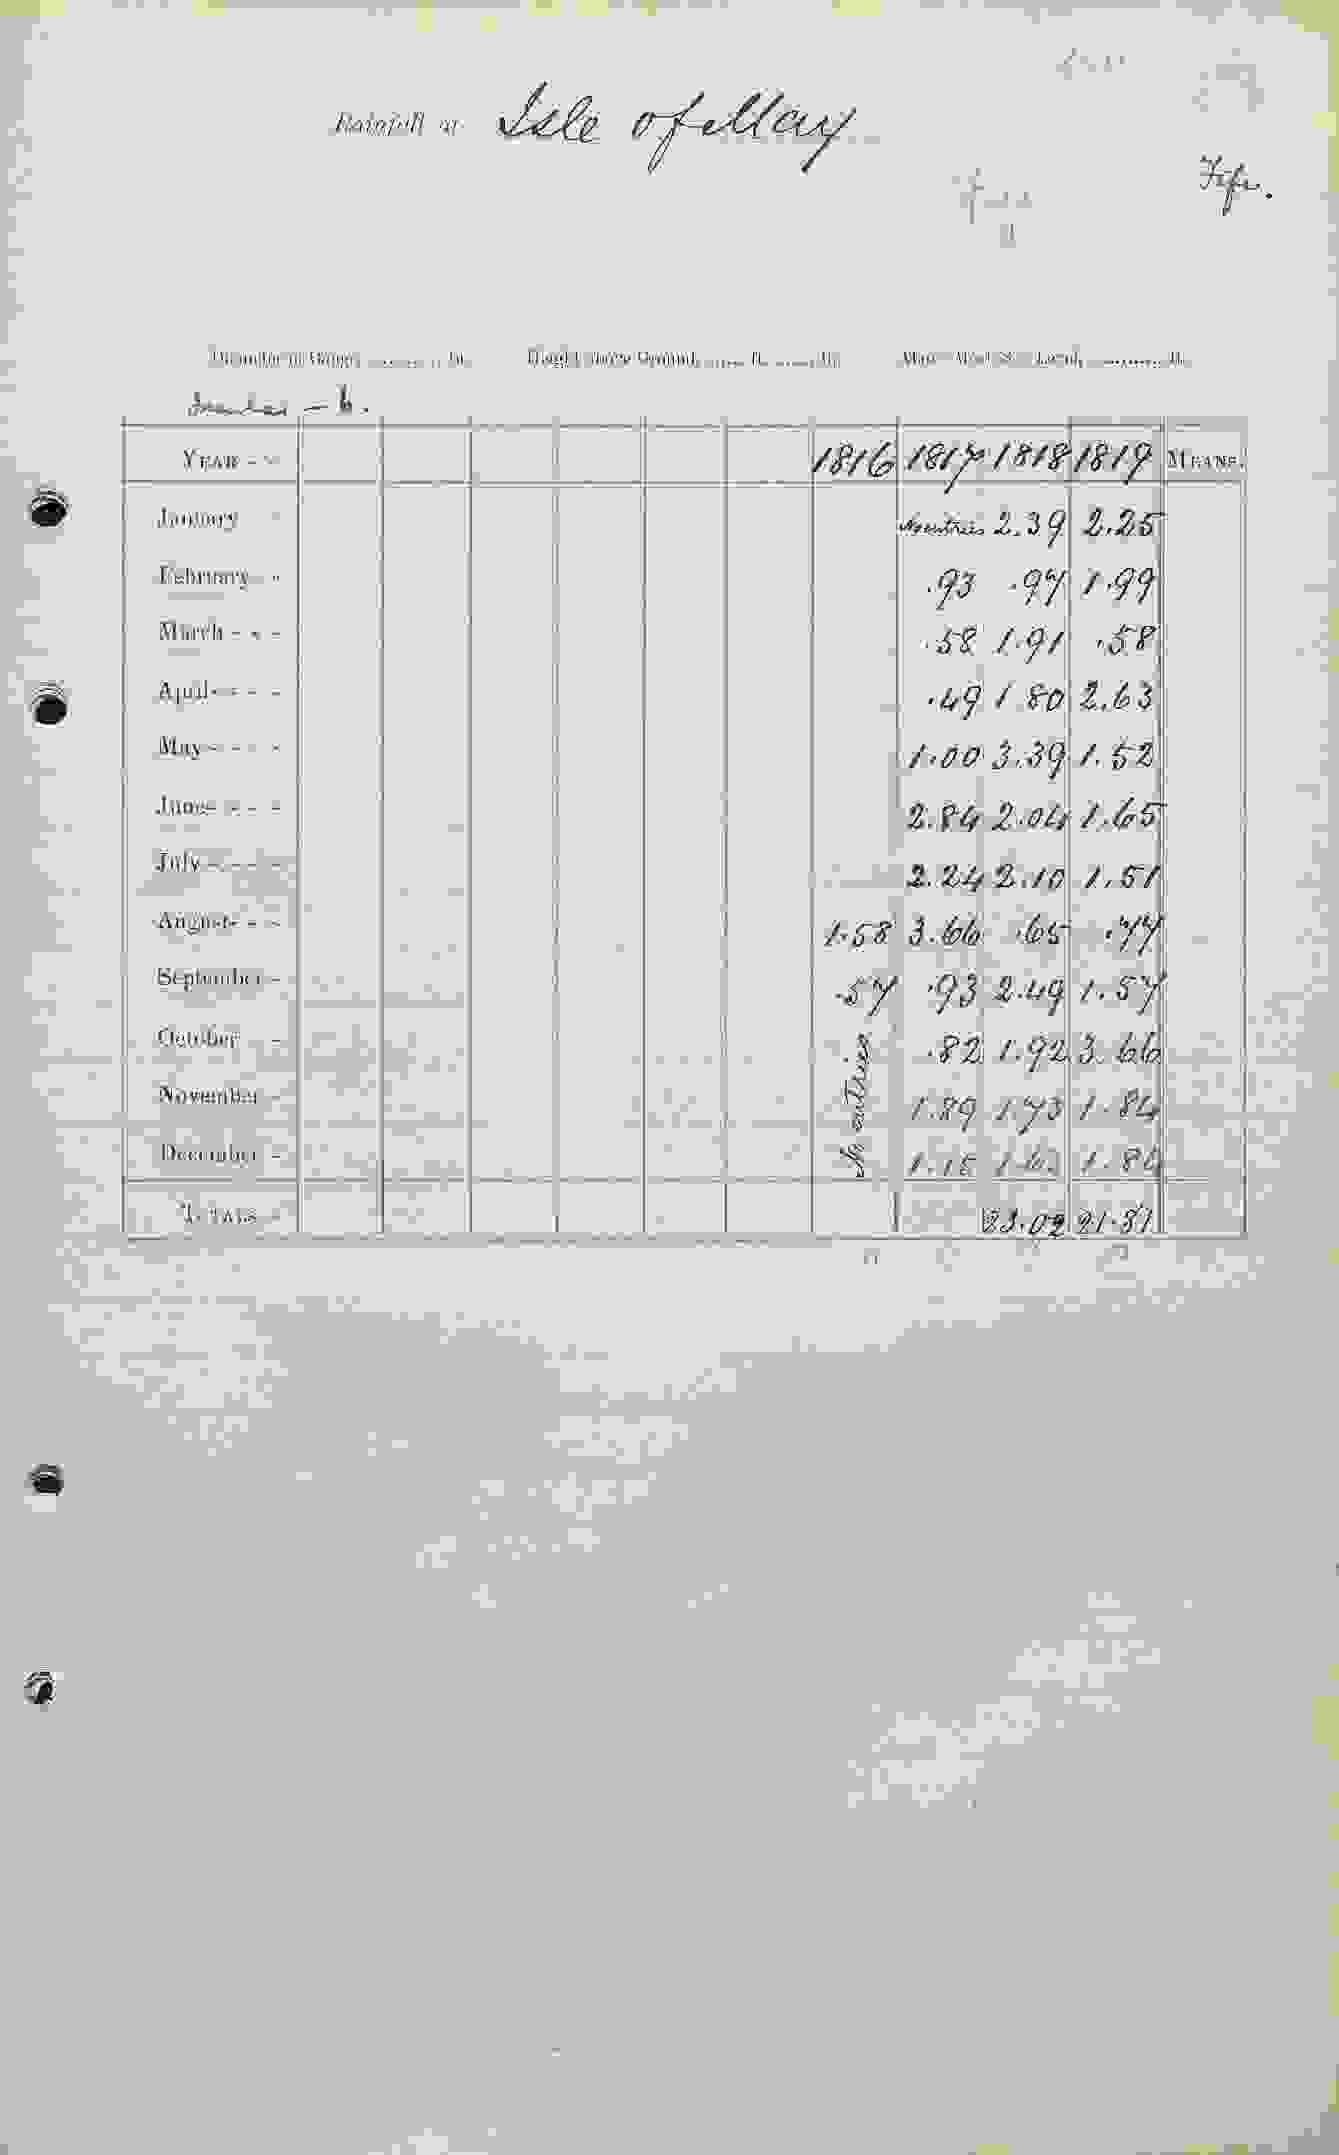 Rainfall at Isle of May
Fife.
Diameter of Gauge, In. Height above Ground, ft. In. Above Mean Sea Level, ft.
YEAR - - 1816 1817 1818 1819 MEANS.
January - No entries 2.39 2.25
February - - .93 .97 1.99
March - - - .58 1.91 .58
April - - - .49 1.80 2.63
May - - - - 1.00 3.39 1.52
June - - - 2.84 2.04 1.65
July - - - - 2.24 2.10 1.51
August - - 1.58 3.66 .65 .77
September - .57 .93 2.49 1.57
October - No entries .82 1.92 3.66
November - 1.89 1.73 1.84
December - 1.15 1.63 1.84
TOTALS - 23.02 21.81